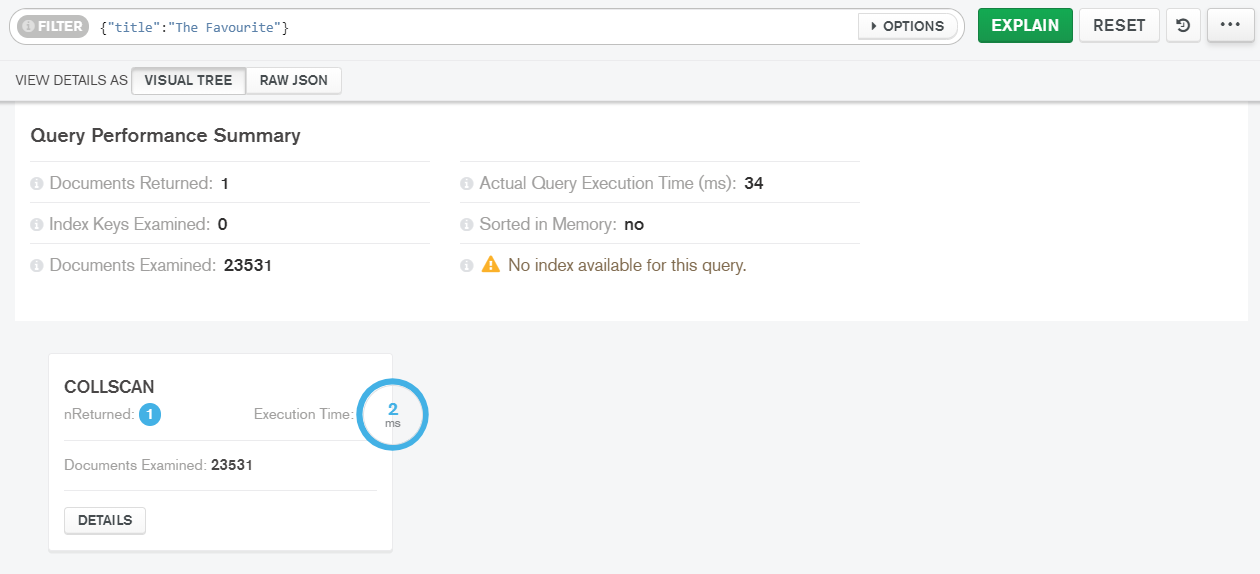 FILTER {"title":"The Favourite"} OPTIONS EXPLAIN RESET ...
VIEW DETAILS AS VISUAL TREE RAW JSON
Query Performance Summary
Documents Returned: 1
Actual Query Execution Time (ms): 34
Index Keys Examined: 0
Sorted in Memory: no
Documents Examined: 23531
No index available for this query.
COLLSCAN
nReturned: 1 Execution Time: 2
ms
Documents Examined: 23531
DETAILS